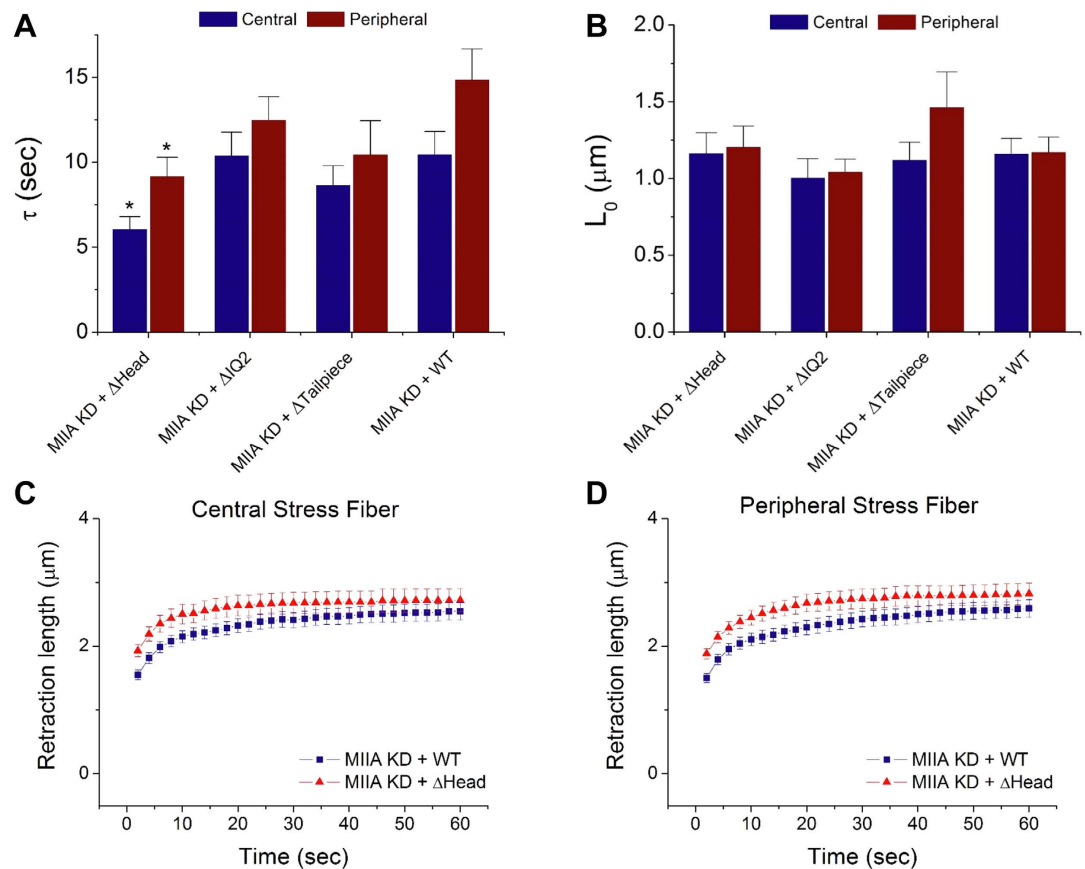 A
Central
Peripheral
τ (sec)
15
10
5
0
MIIA KD + ΔHead
MIIA KD + ΔIQ2
MIIA KD + ΔTailpiece
MIIA KD + WT
B
Central
Peripheral
L₀ (μm)
2.0
1.5
1.0
0.5
0.0
MIIA KD + ΔHead
MIIA KD + ΔIQ2
MIIA KD + ΔTailpiece
MIIA KD + WT
* *
C
Central Stress Fiber
Retraction length (μm)
4
2
0
MIIA KD + WT
MIIA KD + ΔHead
0 10 20 30 40 50 60
Time (sec)
D
Peripheral Stress Fiber
Retraction length (μm)
4
2
0
MIIA KD + WT
MIIA KD + ΔHead
0 10 20 30 40 50 60
Time (sec)